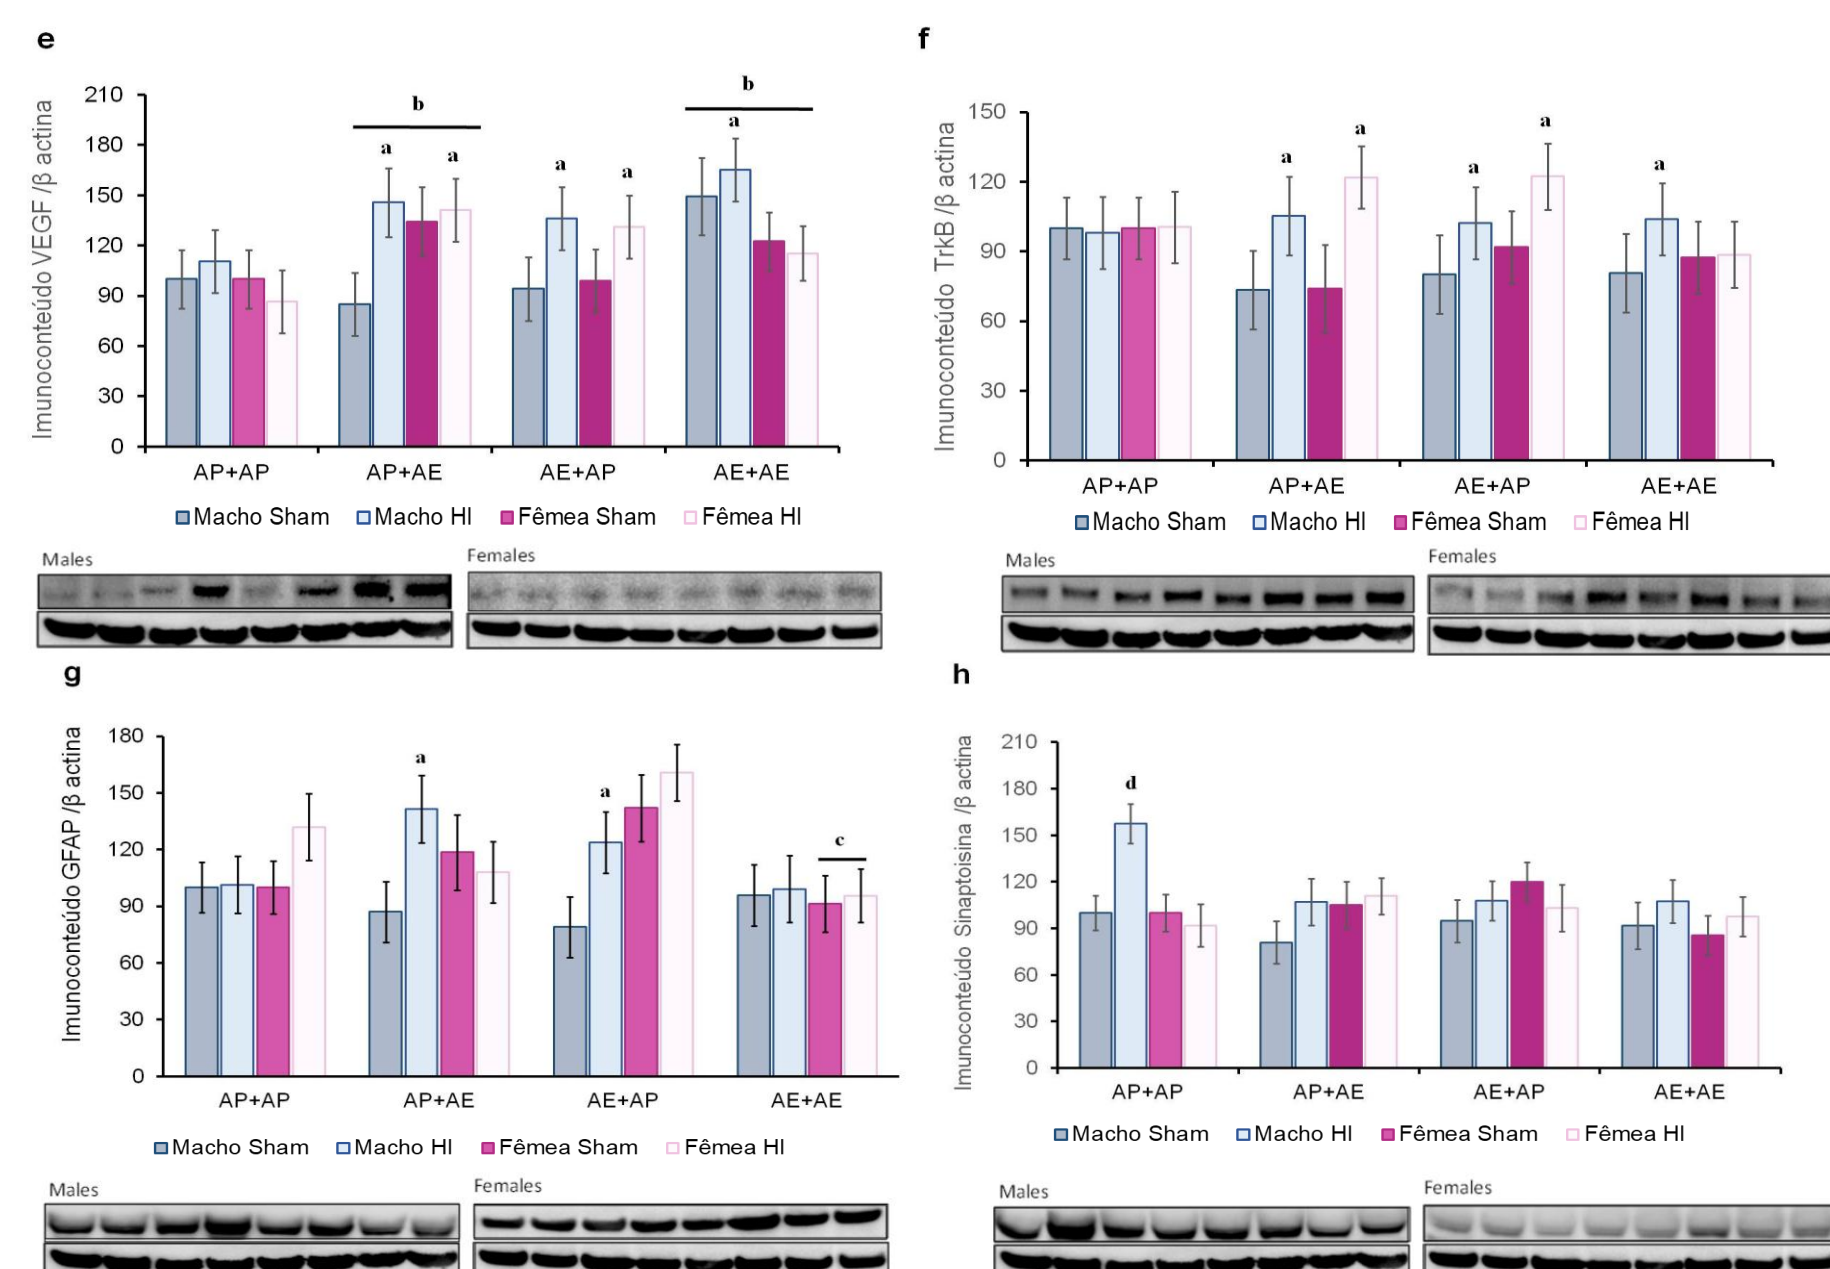 e
Imunoconteúdo VEGF /β actina
210
180
150
120
90
60
30
0
b
b
a
a
a
a
a
AP+AP
AP+AE
AE+AP
AE+AE
Macho Sham Macho HI Fêmea Sham Fêmea HI
Males
Females
f
Imunoconteúdo TrkB /β actina
150
120
90
60
30
0
a
a
a
a
a
AP+AP
AP+AE
AE+AP
AE+AE
Macho Sham Macho HI Fêmea Sham Fêmea HI
Males
Females
g
Imunoconteúdo GFAP /β actina
180
150
120
90
60
30
0
a
a
c
AP+AP
AP+AE
AE+AP
AE+AE
Macho Sham Macho HI Fêmea Sham Fêmea HI
Males
Females
h
Imunoconteúdo Sinaptoisina /β actina
210
180
150
120
90
60
30
0
d
AP+AP
AP+AE
AE+AP
AE+AE
Macho Sham Macho HI Fêmea Sham Fêmea HI
Males
Females